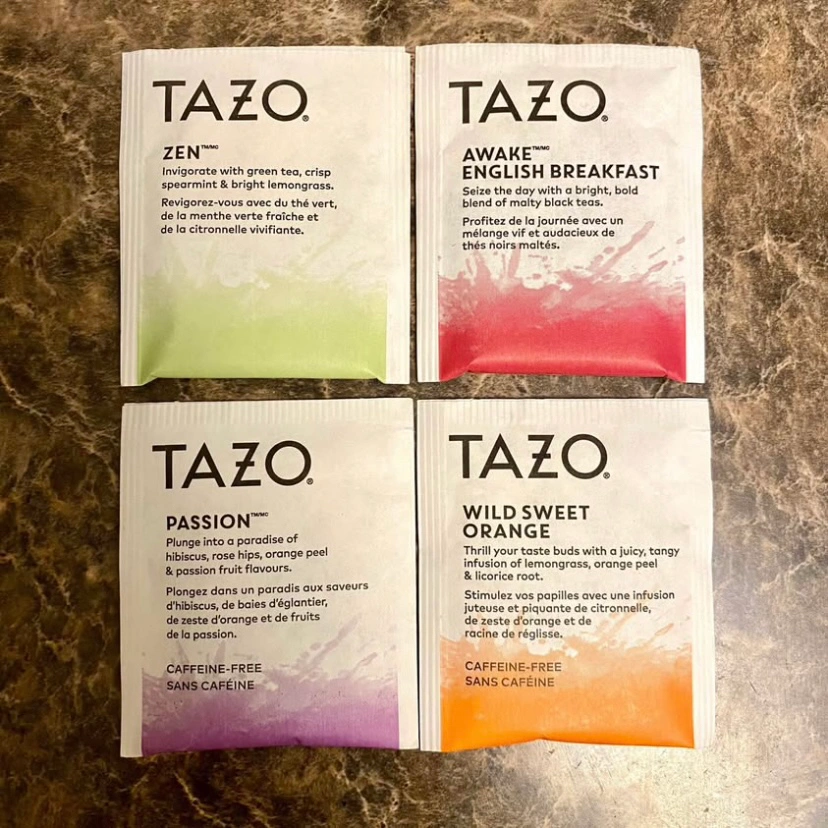 TAZO®
ZEN™/MC
Invigorate with green tea, crisp
spearmint & bright lemongrass.
Revigorez-vous avec du thé vert,
de la menthe verte fraîche et
de la citronnelle vivifiante.
TAZO®
AWAKE™/MC
ENGLISH BREAKFAST
Seize the day with a bright, bold
blend of malty black teas.
Profitez de la journée avec un
mélange vif et audacieux de
thés noirs maltés.
TAZO®
PASSION™/MC
Plunge into a paradise of
hibiscus, rose hips, orange peel
& passion fruit flavours.
Plongez dans un paradis aux saveurs
d'hibiscus, de baies d'églantier,
de zeste d'orange et de fruits
de la passion.
CAFFEINE-FREE
SANS CAFÉINE
TAZO®
WILD SWEET
ORANGE
Thrill your taste buds with a juicy, tangy
infusion of lemongrass, orange peel
& licorice root.
Stimulez vos papilles avec une infusion
juteuse et piquante de citronnelle,
de zeste d'orange et de
racine de réglisse.
CAFFEINE-FREE
SANS CAFÉINE